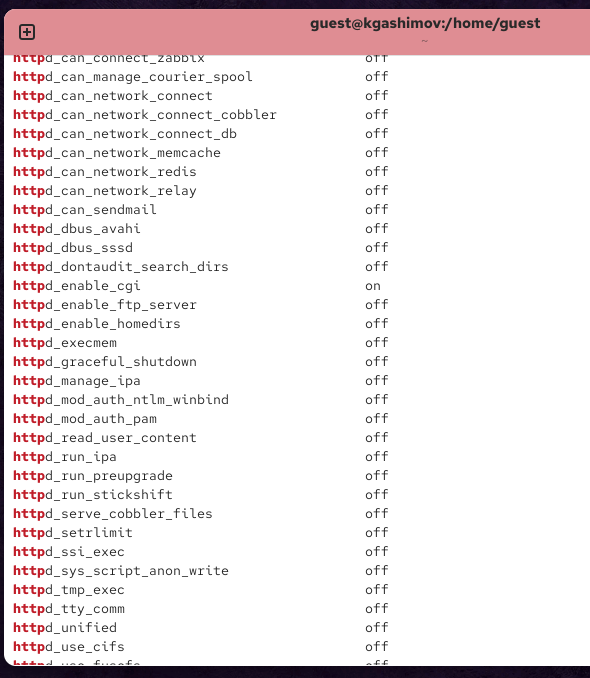 guest@kgashimov:/home/guest
~
httpd_can_connect_zabbix off
httpd_can_manage_courier_spool off
httpd_can_network_connect off
httpd_can_network_connect_cobbler off
httpd_can_network_connect_db off
httpd_can_network_memcache off
httpd_can_network_redis off
httpd_can_network_relay off
httpd_can_sendmail off
httpd_dbus_avahi off
httpd_dbus_sssd off
httpd_dontaudit_search_dirs off
httpd_enable_cgi on
httpd_enable_ftp_server off
httpd_enable_homedirs off
httpd_execmem off
httpd_graceful_shutdown off
httpd_manage_ipa off
httpd_mod_auth_ntlm_winbind off
httpd_mod_auth_pam off
httpd_read_user_content off
httpd_run_ipa off
httpd_run_preupgrade off
httpd_run_stickshift off
httpd_serve_cobbler_files off
httpd_setrlimit off
httpd_ssi_exec off
httpd_sys_script_anon_write off
httpd_tmp_exec off
httpd_tty_comm off
httpd_unified off
httpd_use_cifs off
httpd_use_fusefs off